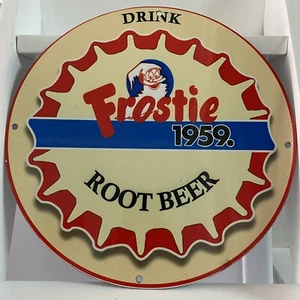 DRINK
Frostie
1959.
ROOT BEER